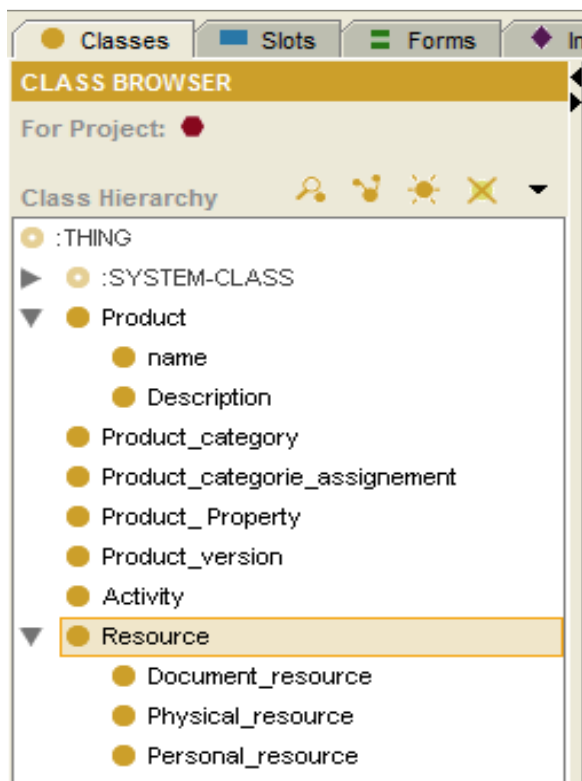 Classes Slots Forms In
CLASS BROWSER
For Project:
Class Hierarchy
:THING
:SYSTEM-CLASS
Product
name
Description
Product_category
Product_categorie_assignement
Product_ Property
Product_version
Activity
Resource
Document_resource
Physical_resource
Personal_resource